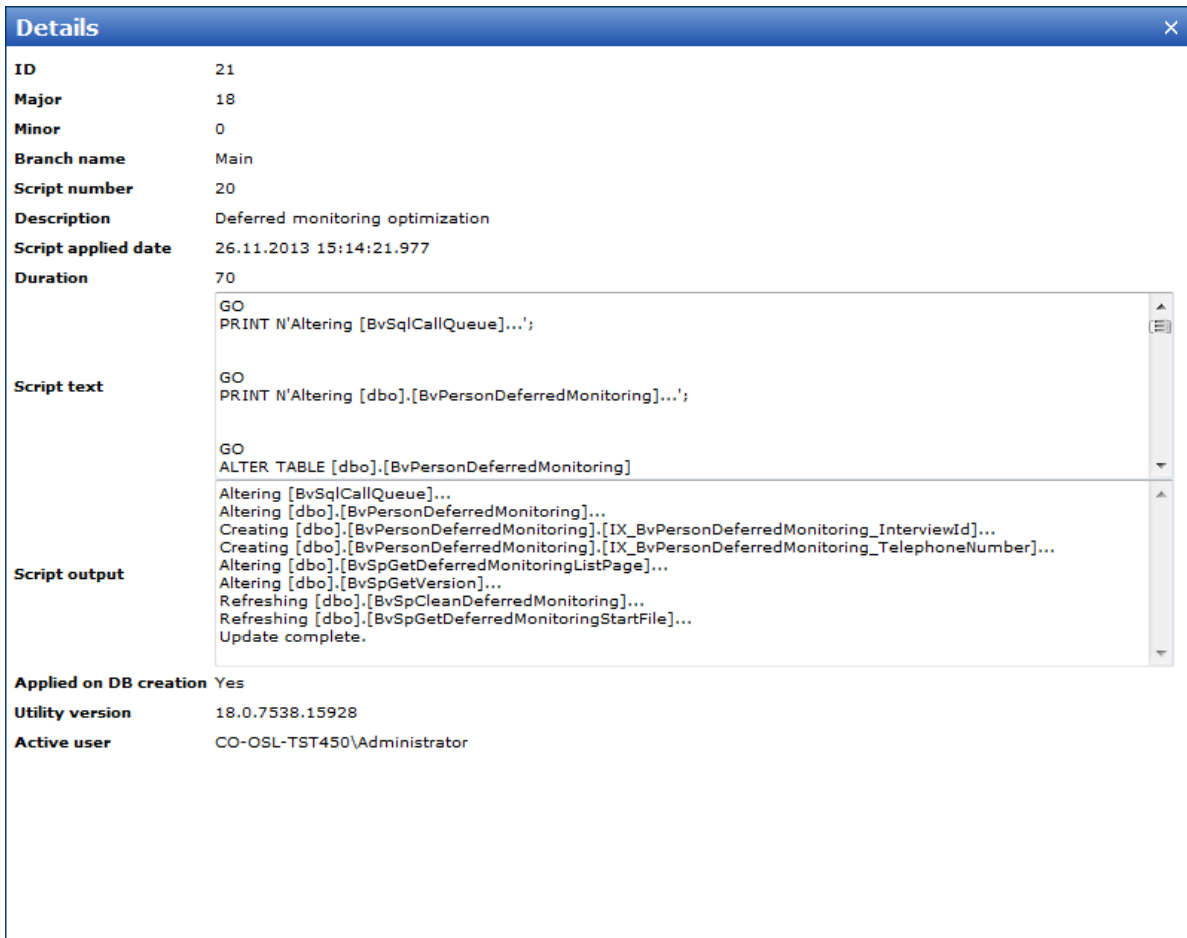 Details
ID 21
Major 18
Minor 0
Branch name Main
Script number 20
Description Deferred monitoring optimization
Script applied date 26.11.2013 15:14:21.977
Duration 70
Script text
GO
PRINT N'Altering [BvSqlCallQueue]...';
GO
PRINT N'Altering [dbo].[BvPersonDeferredMonitoring]...';
GO
ALTER TABLE [dbo].[BvPersonDeferredMonitoring]
Script output
Altering [BvSqlCallQueue]...
Altering [dbo].[BvPersonDeferredMonitoring]...
Creating [dbo].[BvPersonDeferredMonitoring].[IX_BvPersonDeferredMonitoring_InterviewId]...
Creating [dbo].[BvPersonDeferredMonitoring].[IX_BvPersonDeferredMonitoring_TelephoneNumber]...
Altering [dbo].[BvSpGetDeferredMonitoringListPage]...
Altering [dbo].[BvSpGetVersion]...
Refreshing [dbo].[BvSpCleanDeferredMonitoring]...
Refreshing [dbo].[BvSpGetDeferredMonitoringStartFile]...
Update complete.
Applied on DB creation Yes
Utility version 18.0.7538.15928
Active user CO-OSL-TST450\Administrator